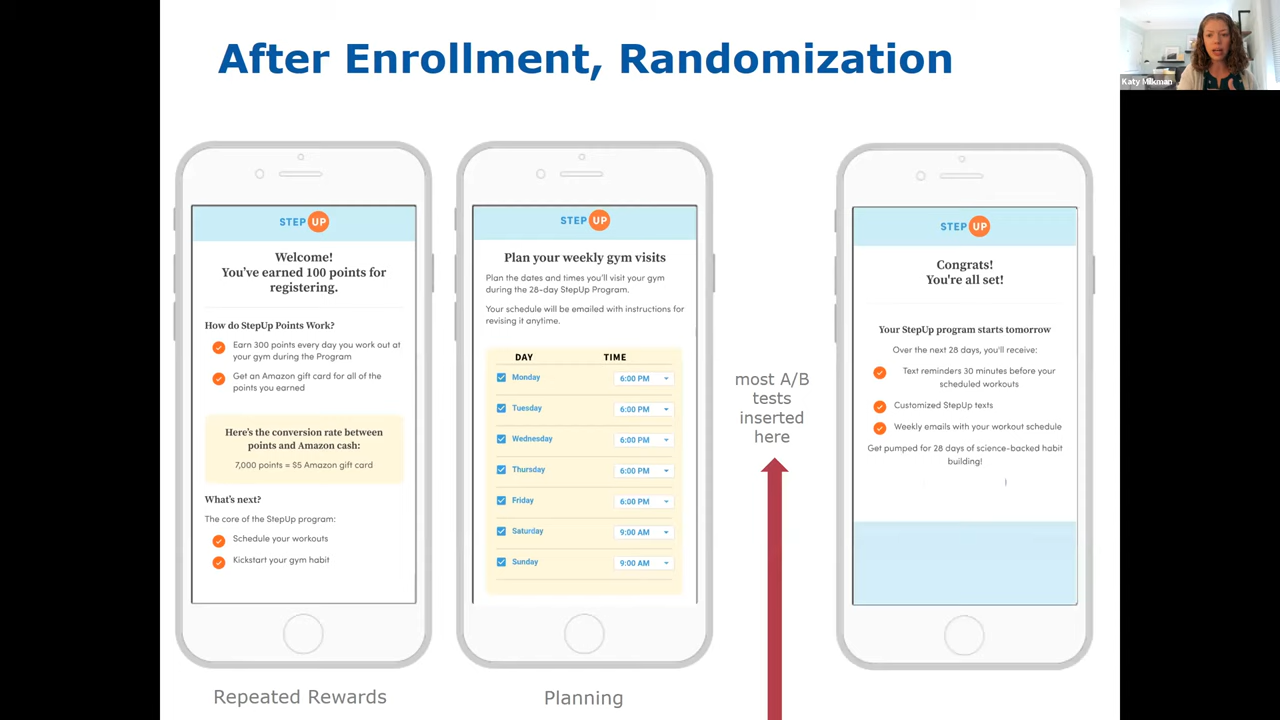 After Enrollment, Randomization
Katy Milkman
STEP UP
Welcome!
You've earned 100 points for
registering.
How do StepUp Points Work?
Earn 300 points every day you work out at
your gym during the Program
Get an Amazon gift card for all of the
points you earned
Here's the conversion rate between
points and Amazon cash:
7,000 points = $5 Amazon gift card
What's next?
The core of the StepUp program:
Schedule your workouts
Kickstart your gym habit
Repeated Rewards
STEP UP
Plan your weekly gym visits
Plan the dates and times you'll visit your gym
during the 28-day StepUp Program.
Your schedule will be emailed with instructions for
revising it anytime.
DAY TIME
Monday 6:00 PM
Tuesday 6:00 PM
Wednesday 6:00 PM
Thursday 6:00 PM
Friday 6:00 PM
Saturday 9:00 AM
Sunday 9:00 AM
Planning
most A/B
tests
inserted
here
STEP UP
Congrats!
You're all set!
Your StepUp program starts tomorrow
Over the next 28 days, you'll receive:
Text reminders 30 minutes before your
scheduled workouts
Customized StepUp texts
Weekly emails with your workout schedule
Get pumped for 28 days of science-backed habit
building!